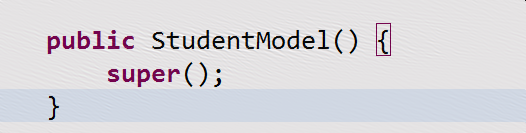 public StudentModel() {
    super();
}